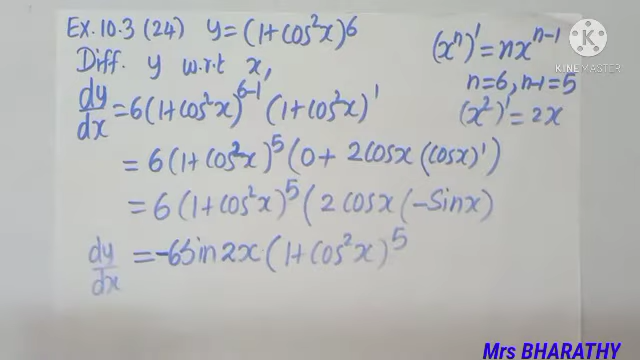 Ex.10.3 (24) y = (1+cos²x)⁶
Diff. y w.r.t x,
dy/dx = 6(1+cos²x)⁶⁻¹ (1+cos²x)'
= 6(1+cos²x)⁵ (0+ 2cosx (cosx)')
= 6(1+cos²x)⁵ (2cosx(-Sinx)
dy/dx = -6Sin2x(1+cos²x)⁵
(xⁿ)' = nxⁿ⁻¹
n=6, n-1=5
(x²)' = 2x
K
KINEMASTER
Mrs BHARATHY